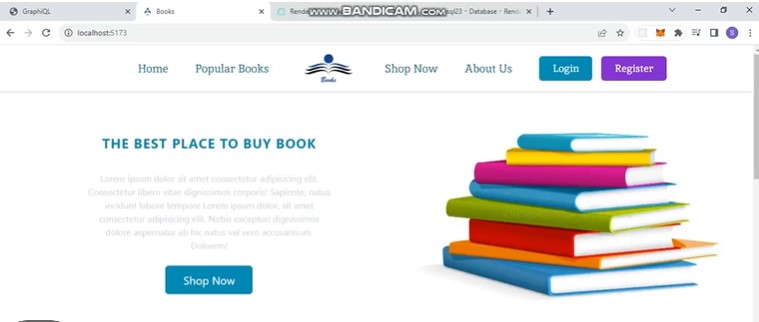 GraphiQL
Books
Rende
www.BANDICAM.com
sql23 - Database - Rend
localhost:5173
S
Home
Popular Books
Books
Shop Now
About Us
Login
Register
THE BEST PLACE TO BUY BOOK
Lorem ipsum dolor sit amet consectetur adipisicing elit.
Consectetur libero vitae dignissimos corporis! Sapiente, natus
incidunt labore tempore Lorem ipsum dolor, sit amet
consectetur adipisicing elit. Nobis excepturi dignissimos
dolore aspernatur ab hic natus vel vero accusantium.
Dolorem!
Shop Now